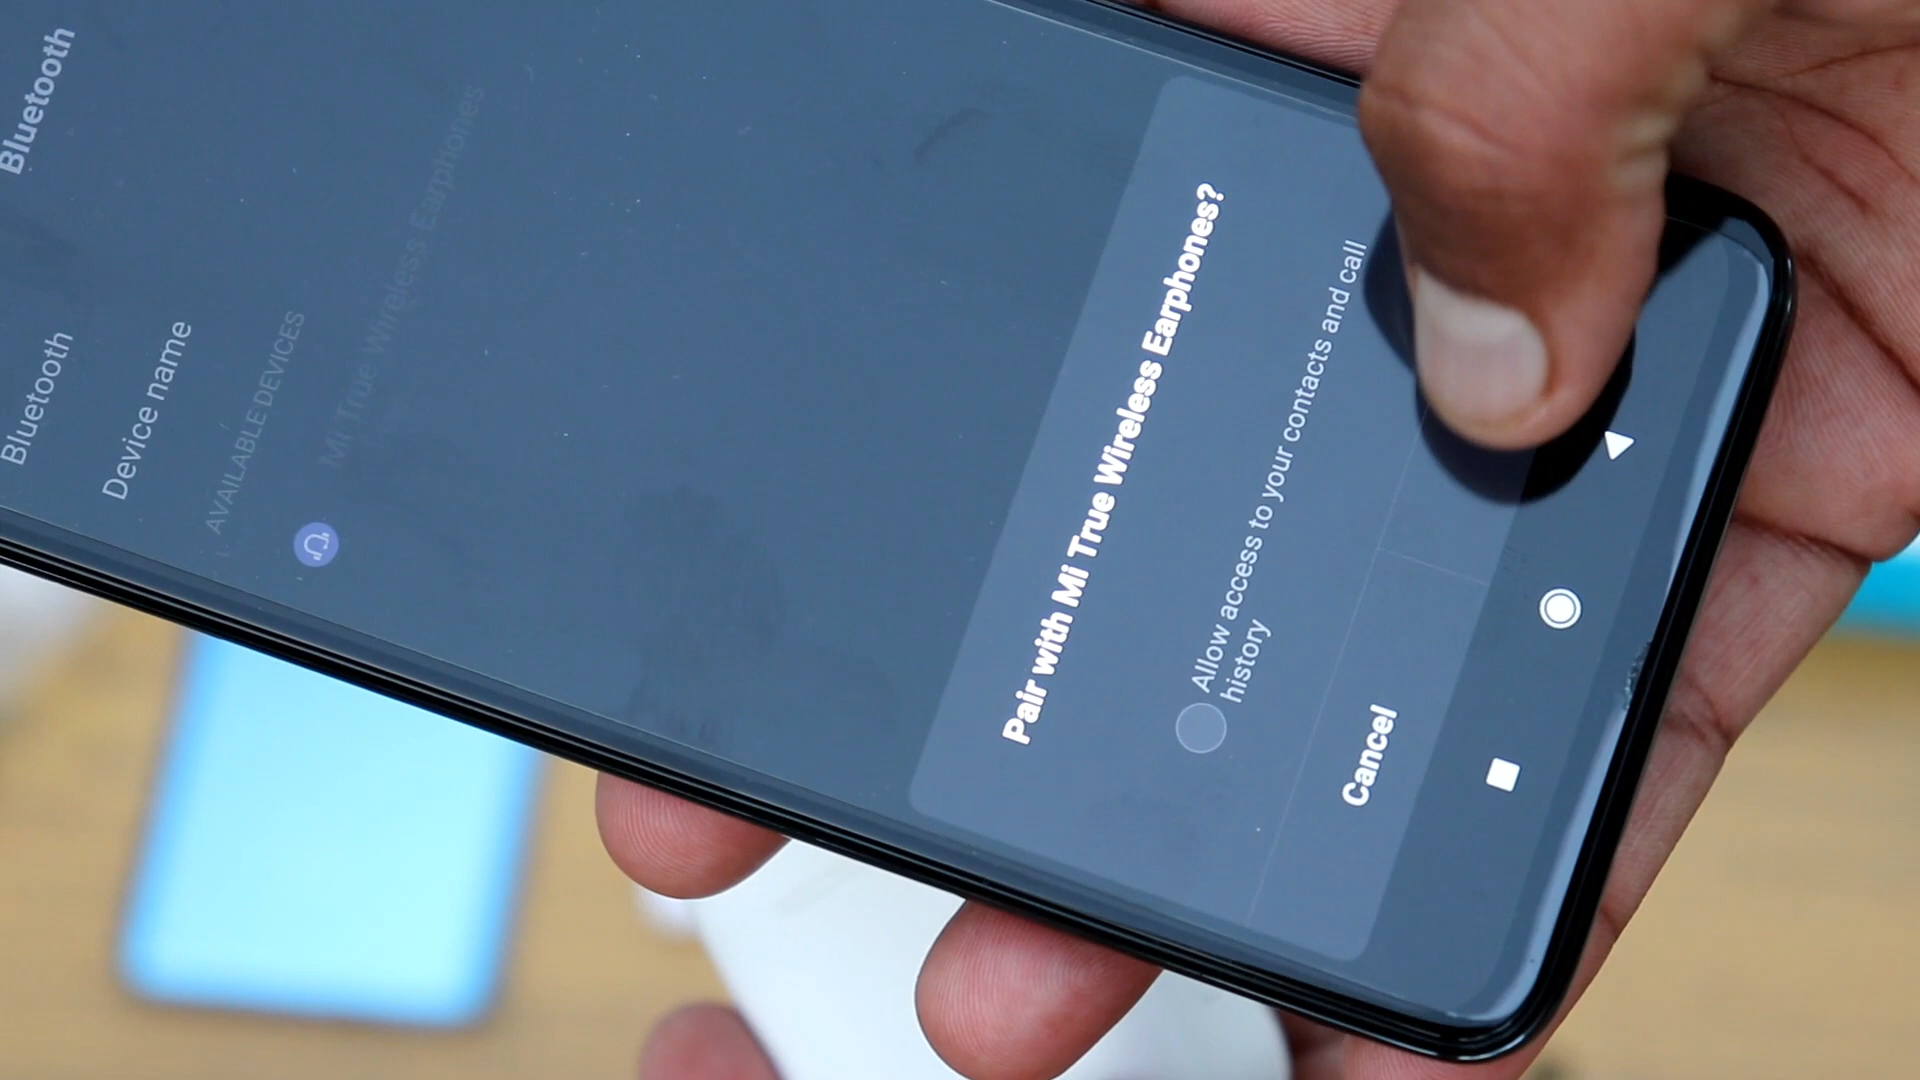 Bluetooth
Bluetooth
Device name
AVAILABLE DEVICES
Mi True Wireless Earphones
Pair with Mi True Wireless Earphones?
Allow access to your contacts and call
history
Cancel